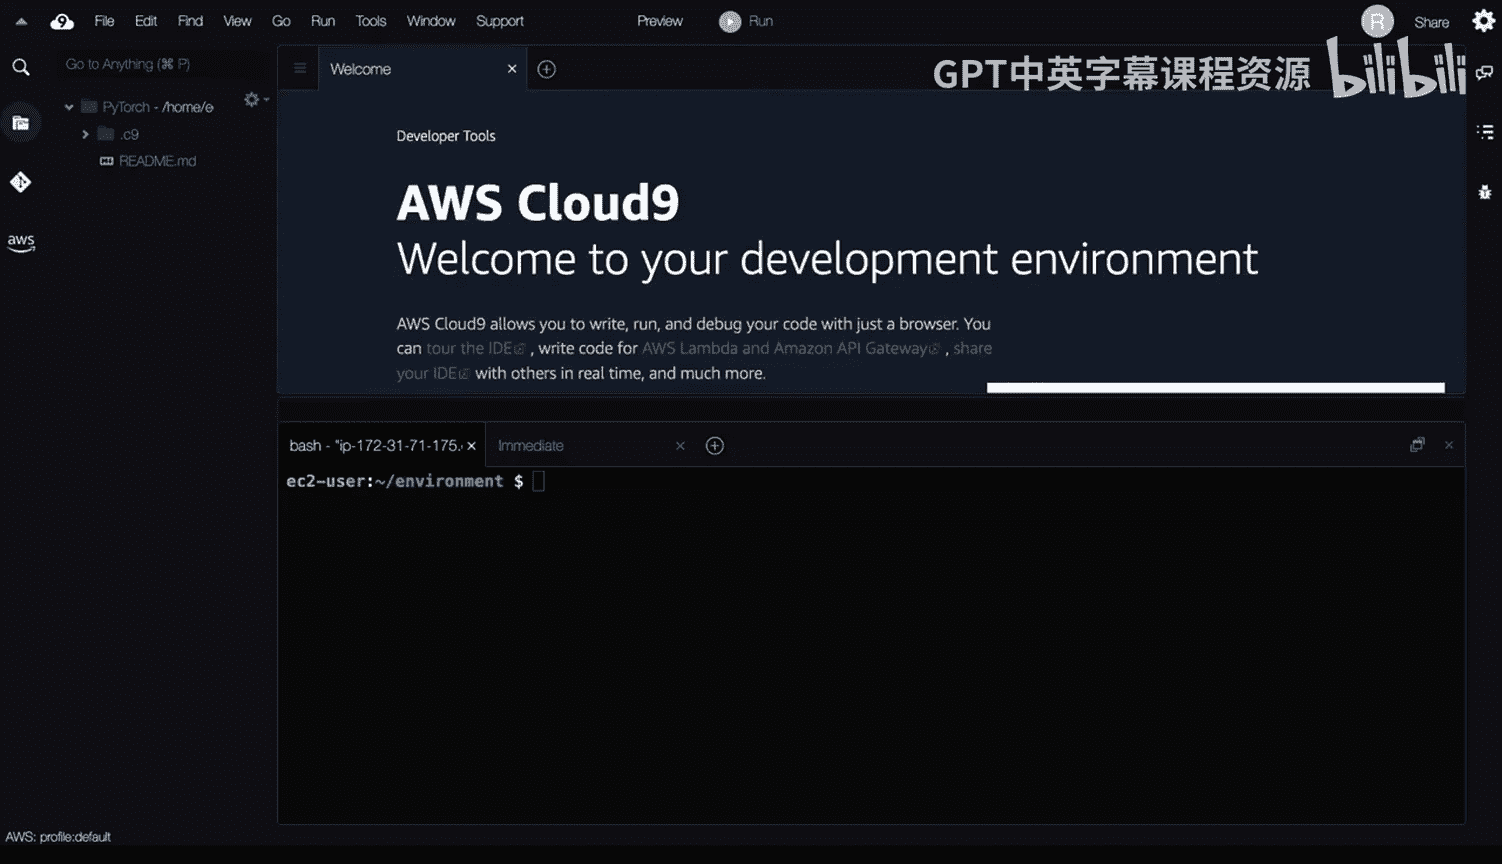 File Edit Find View Go Run Tools Window Support Preview Run R Share
9
Go to Anything (⌘ P)
Welcome
GPT中英字幕课程资源 bilibili
PyTorch - /home/e
.c9
README.md
aws
Developer Tools
AWS Cloud9
Welcome to your development environment
AWS Cloud9 allows you to write, run, and debug your code with just a browser. You
can tour the IDE , write code for AWS Lambda and Amazon API Gateway , share
your IDE with others in real time, and much more.
bash - "ip-172-31-71-175. Immediate
ec2-user:~/environment $
AWS: profile:default